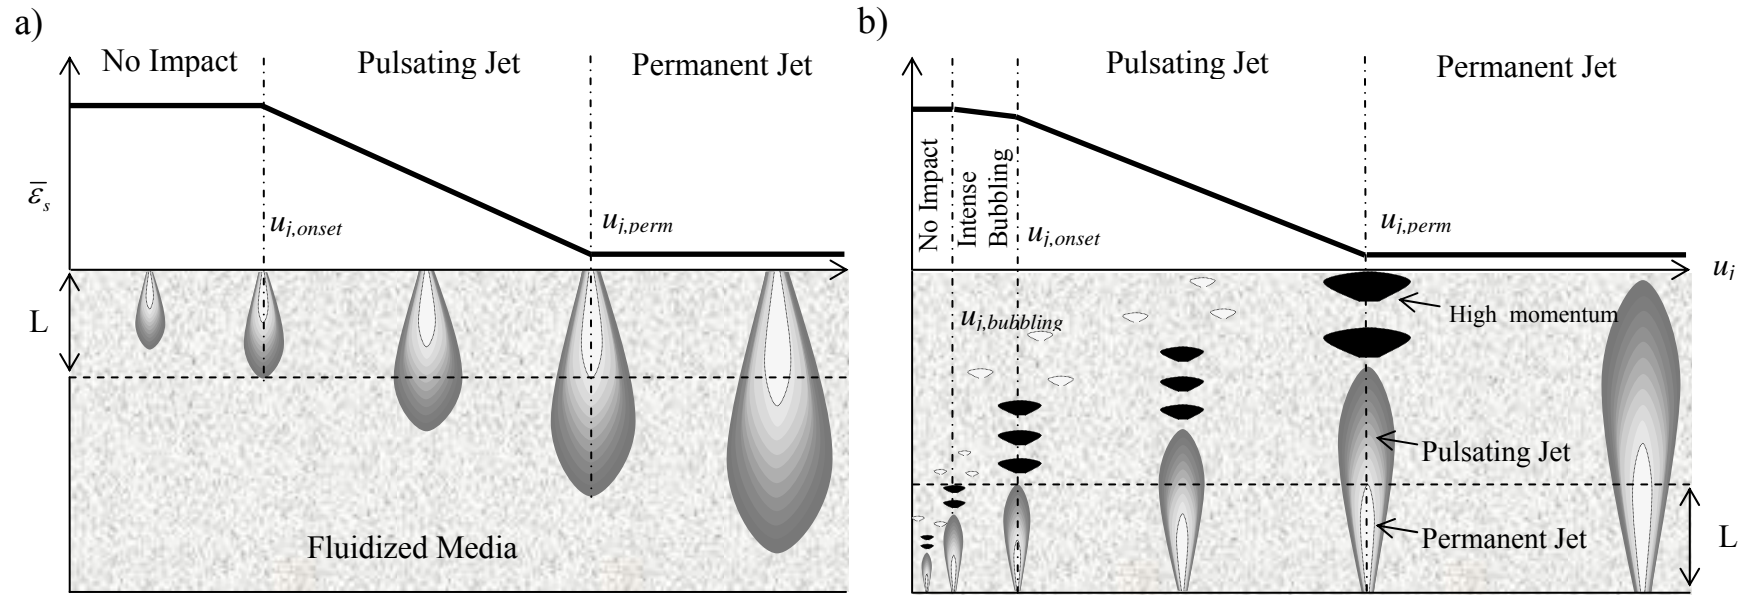 a)
No Impact
Pulsating Jet
Permanent Jet
ε̅s
uj,onset
uj,perm
L
Fluidized Media
b)
Pulsating Jet
Permanent Jet
No Impact
Intense
Bubbling
uj,onset
uj,perm
uj
uj,bubbling
High momentum
Pulsating Jet
Permanent Jet
L